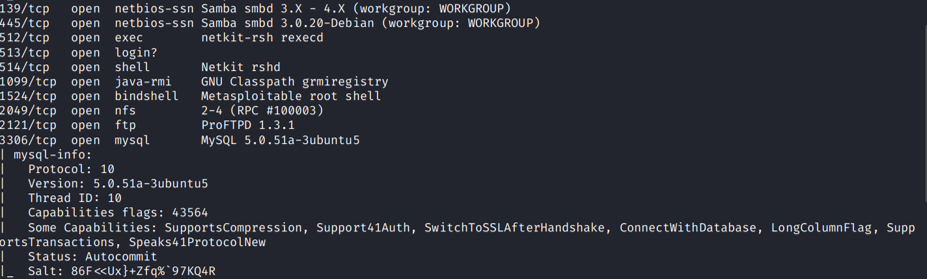 139/tcp  open  netbios-ssn Samba smbd 3.X - 4.X (workgroup: WORKGROUP)
445/tcp  open  netbios-ssn Samba smbd 3.0.20-Debian (workgroup: WORKGROUP)
512/tcp  open  exec        netkit-rsh rexecd
513/tcp  open  login?
514/tcp  open  shell       Netkit rshd
1099/tcp open  java-rmi    GNU Classpath grmiregistry
1524/tcp open  bindshell   Metasploitable root shell
2049/tcp open  nfs         2-4 (RPC #100003)
2121/tcp open  ftp         ProFTPD 1.3.1
3306/tcp open  mysql       MySQL 5.0.51a-3ubuntu5
| mysql-info:
|   Protocol: 10
|   Version: 5.0.51a-3ubuntu5
|   Thread ID: 10
|   Capabilities flags: 43564
|   Some Capabilities: SupportsCompression, Support41Auth, SwitchToSSLAfterHandshake, ConnectWithDatabase, LongColumnFlag, Supp
ortsTransactions, Speaks41ProtocolNew
|   Status: Autocommit
|_  Salt: 86F<<Ux}+Zfq%`97KQ4R